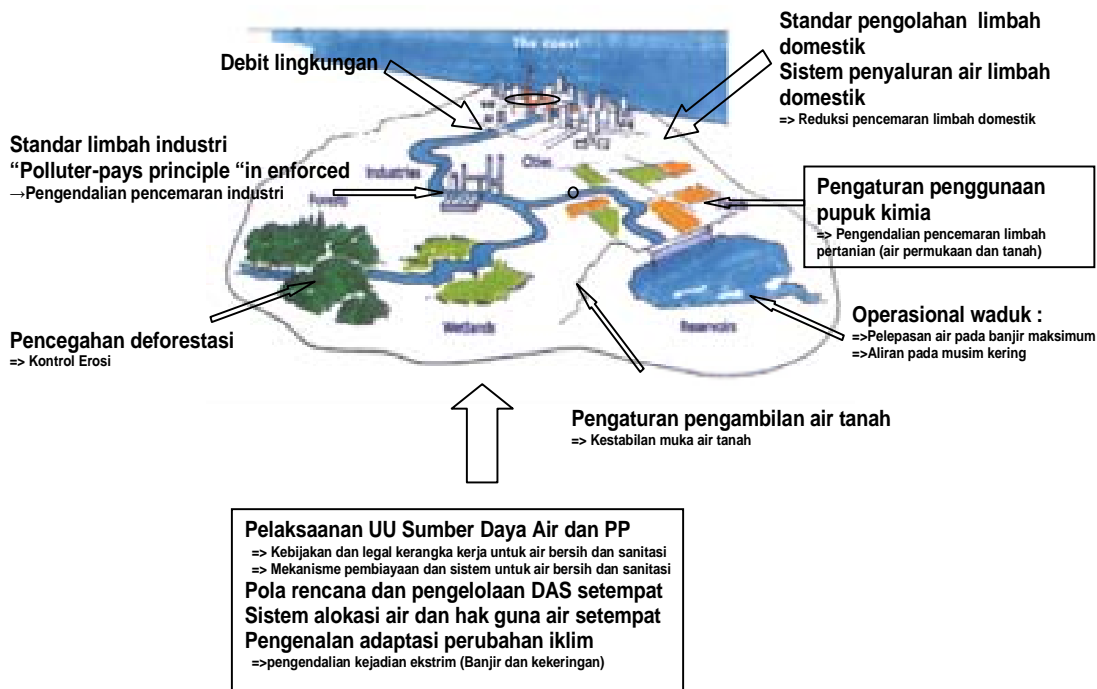 The coast
Debit lingkungan
Standar pengolahan limbah
domestik
Sistem penyaluran air limbah
domestik
=> Reduksi pencemaran limbah domestik
Standar limbah industri
“Polluter-pays principle “in enforced
→Pengendalian pencemaran industri
Industries
Cities
Forests
Pengaturan penggunaan
pupuk kimia
=> Pengendalian pencemaran limbah
pertanian (air permukaan dan tanah)
Wetlands
Reservoirs
Operasional waduk :
=>Pelepasan air pada banjir maksimum
=>Aliran pada musim kering
Pencegahan deforestasi
=> Kontrol Erosi
Pengaturan pengambilan air tanah
=> Kestabilan muka air tanah
Pelaksaanan UU Sumber Daya Air dan PP
=> Kebijakan dan legal kerangka kerja untuk air bersih dan sanitasi
=> Mekanisme pembiayaan dan sistem untuk air bersih dan sanitasi
Pola rencana dan pengelolaan DAS setempat
Sistem alokasi air dan hak guna air setempat
Pengenalan adaptasi perubahan iklim
=>pengendalian kejadian ekstrim (Banjir dan kekeringan)